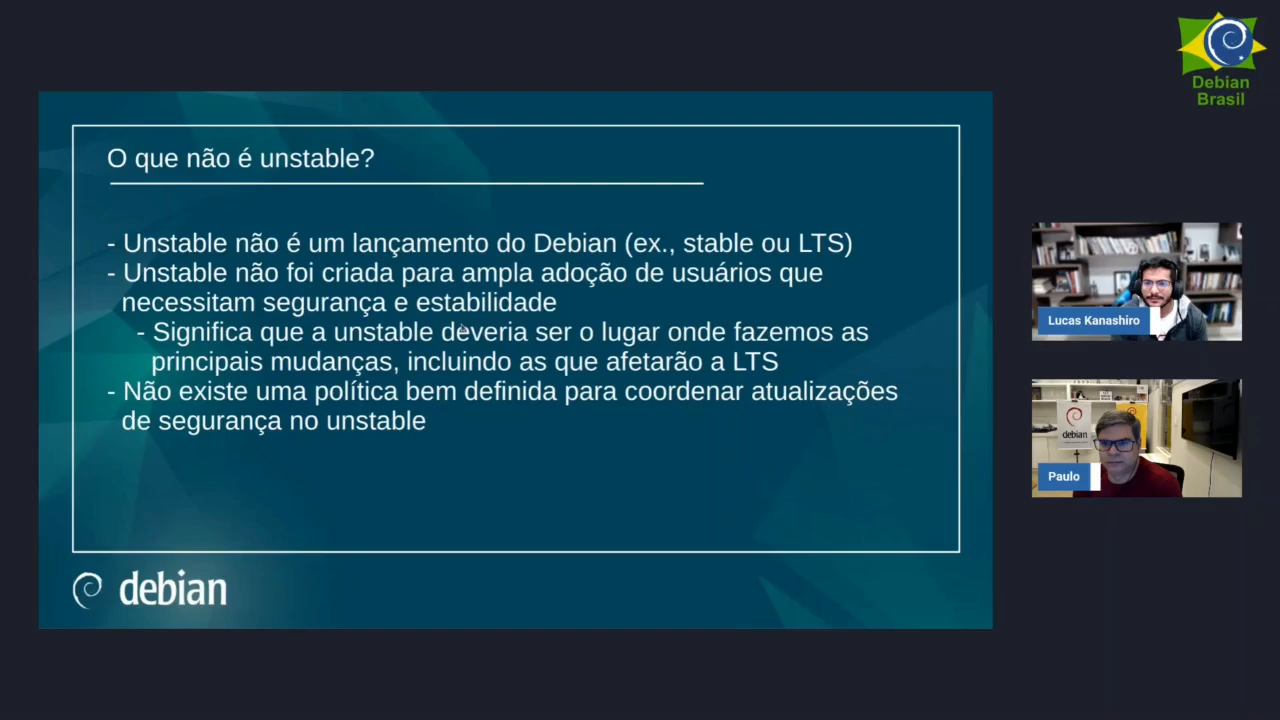 Debian
Brasil
O que não é unstable?
- Unstable não é um lançamento do Debian (ex., stable ou LTS)
- Unstable não foi criada para ampla adoção de usuários que
necessitam segurança e estabilidade
- Significa que a unstable deveria ser o lugar onde fazemos as
principais mudanças, incluindo as que afetarão a LTS
- Não existe uma política bem definida para coordenar atualizações
de segurança no unstable
debian
Lucas Kanashiro
debian
Paulo